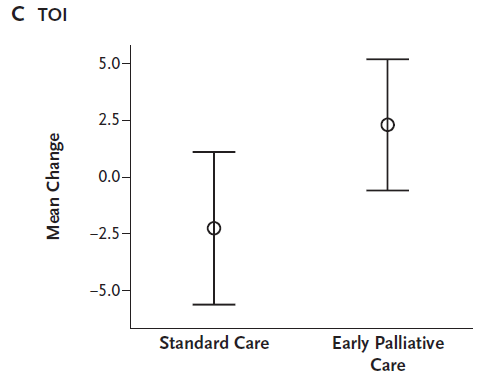 C TOI
5.0
2.5
0.0
–2.5
–5.0
Mean Change
Standard Care
Early Palliative
Care